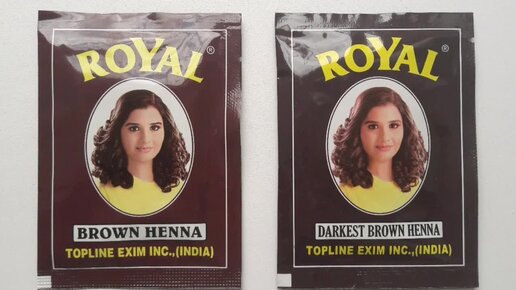 ROYAL®
BROWN HENNA
TOPLINE EXIM INC.,(INDIA)
ROYAL®
DARKEST BROWN HENNA
TOPLINE EXIM INC.,(INDIA)